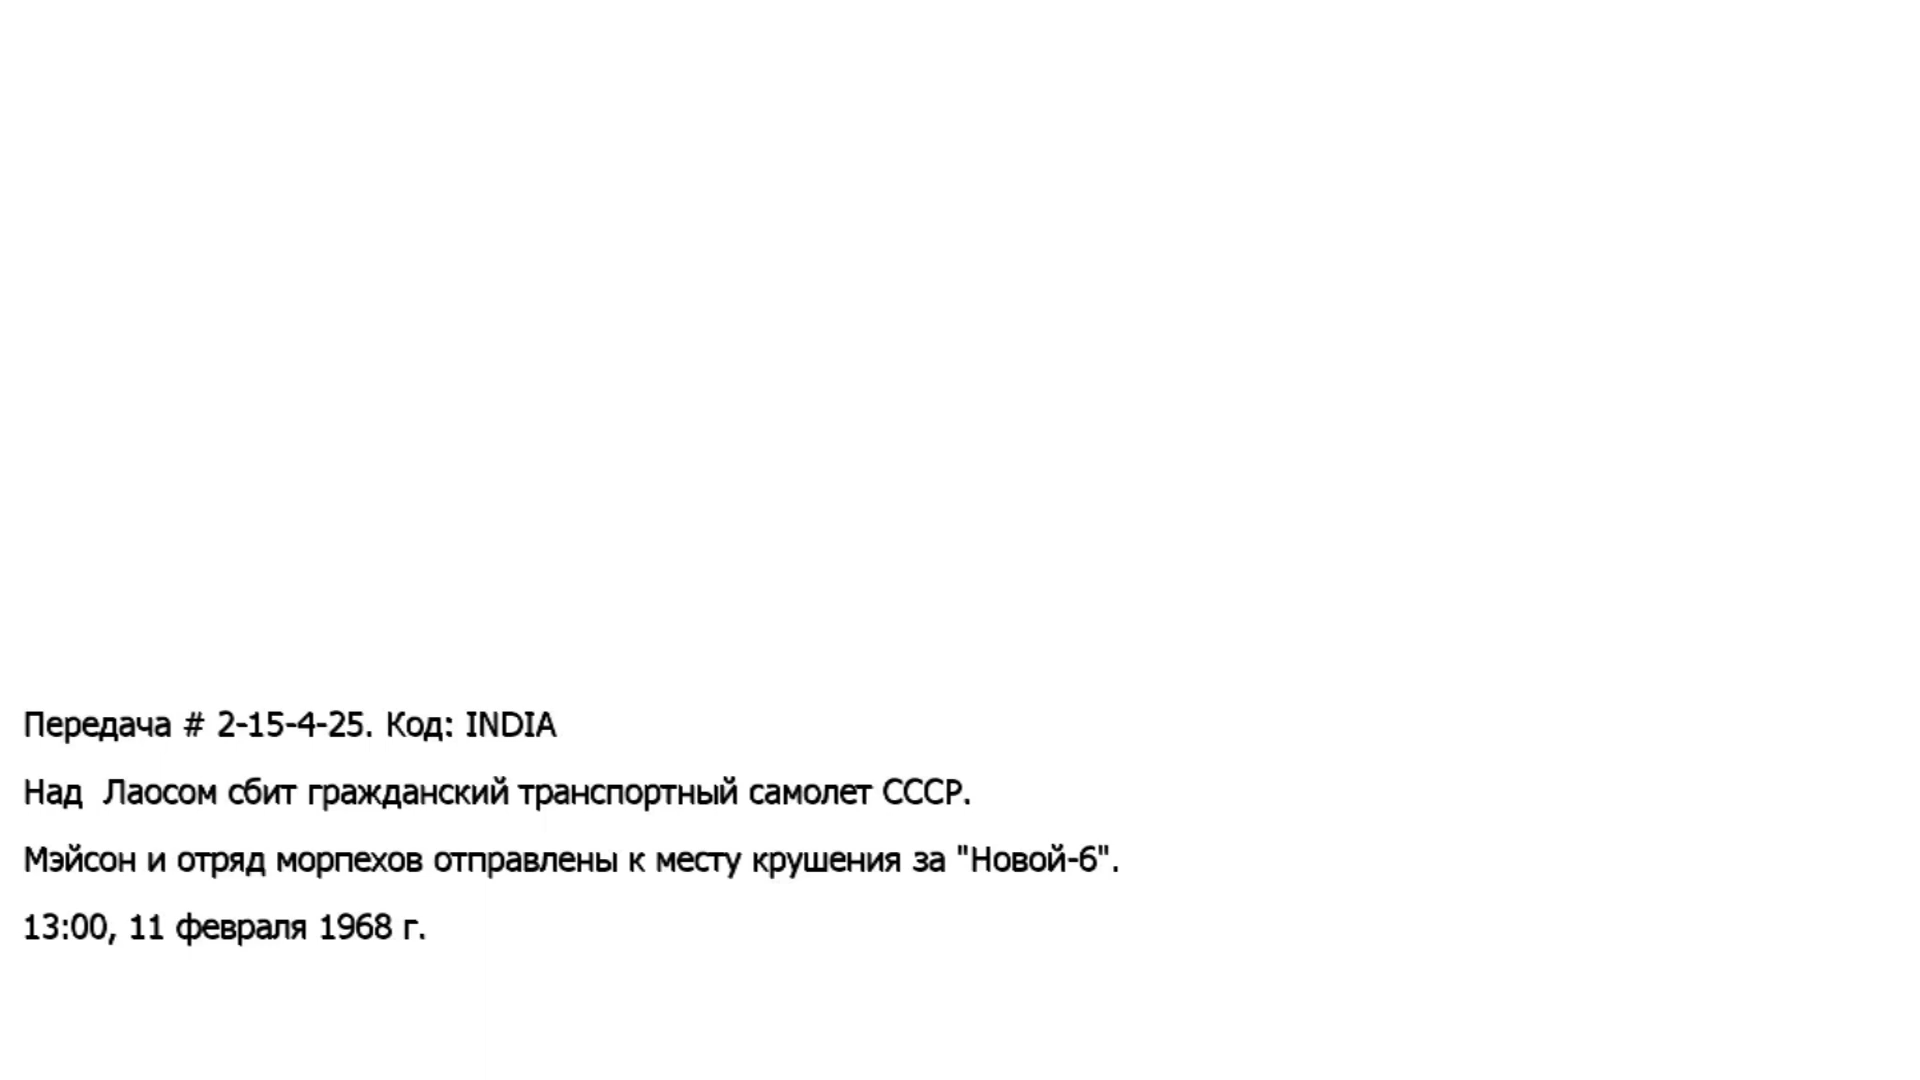 Передача # 2-15-4-25. Код: INDIA
Над  Лаосом сбит гражданский транспортный самолет СССР.
Мэйсон и отряд морпехов отправлены к месту крушения за "Новой-6".
13:00, 11 февраля 1968 г.